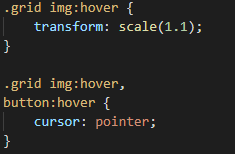 .grid img:hover {
    transform: scale(1.1);
}

.grid img:hover,
button:hover {
    cursor: pointer;
}